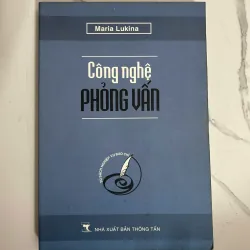 Maria Lukina
Công nghệ
PHỎNG VẤN
NHÀ XUẤT BẢN THÔNG TẤN